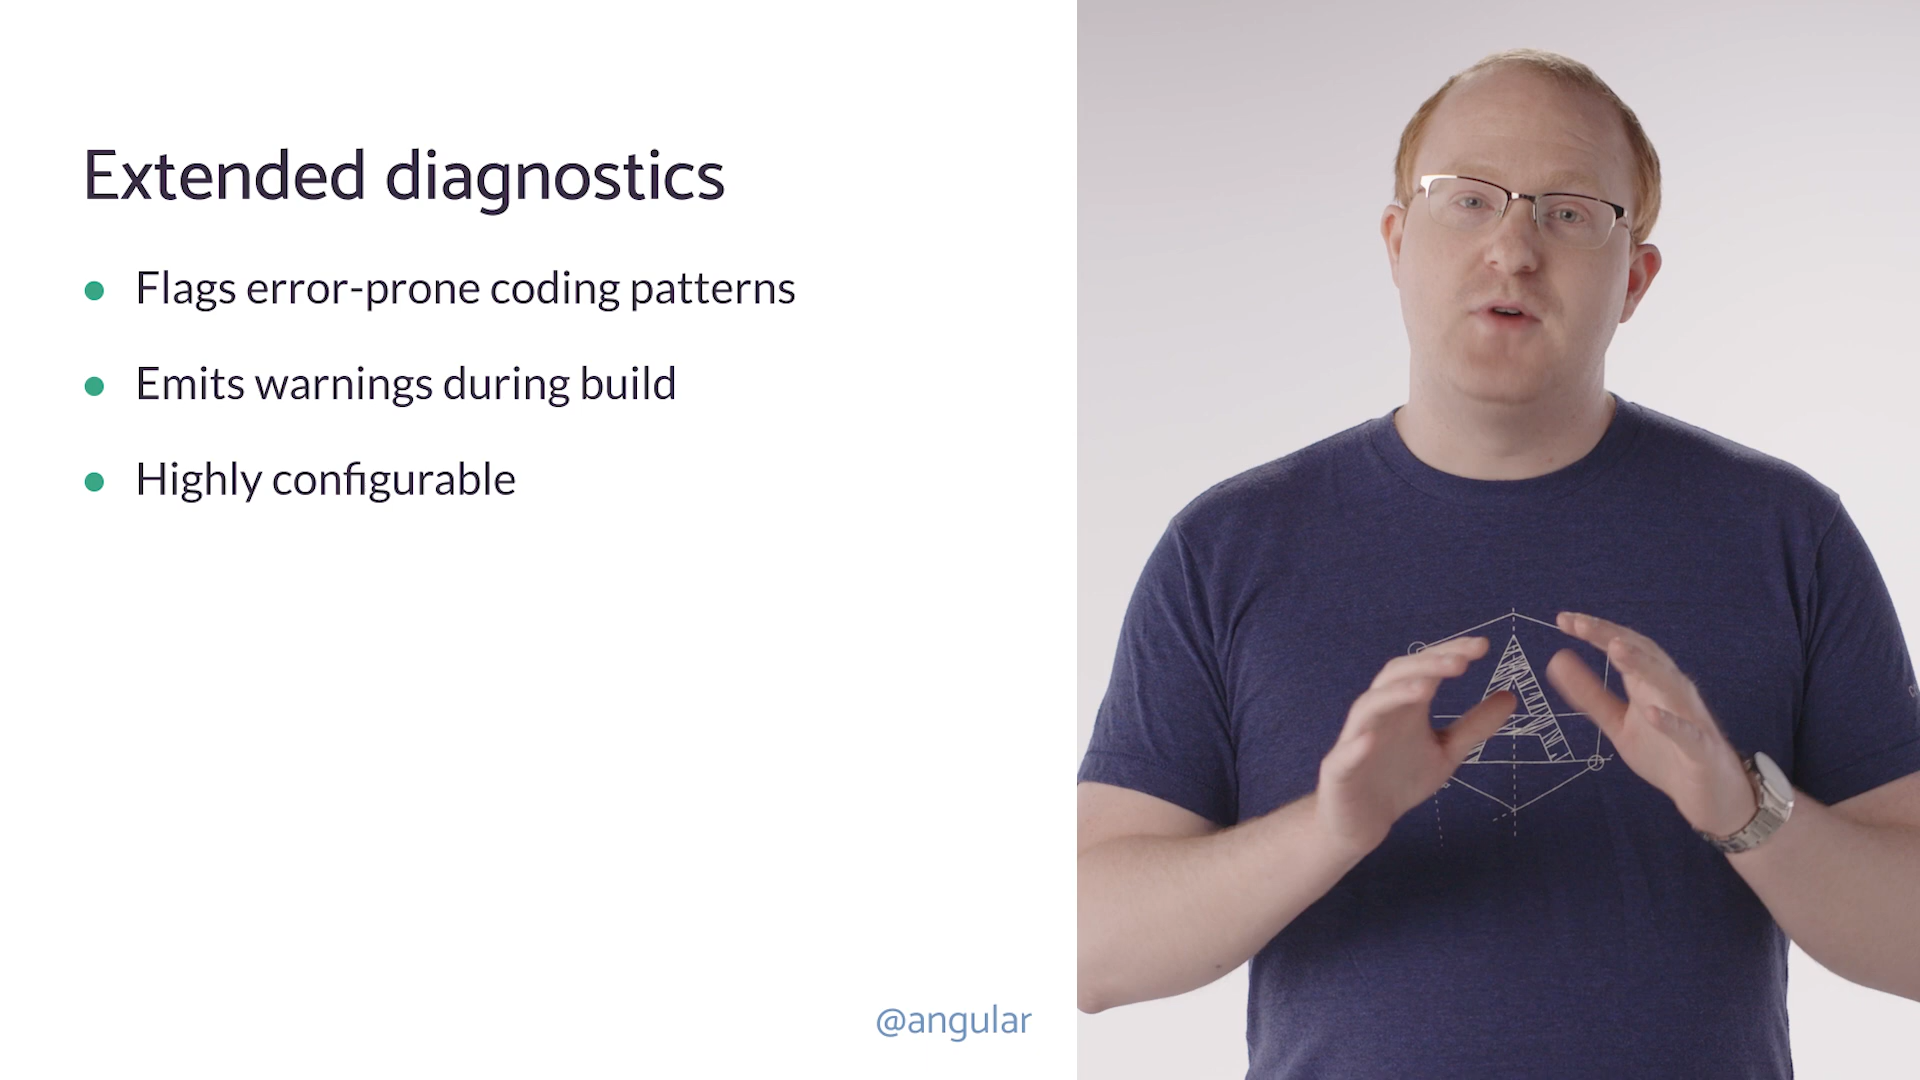 Extended diagnostics
Flags error-prone coding patterns
Emits warnings during build
Highly configurable
@angular